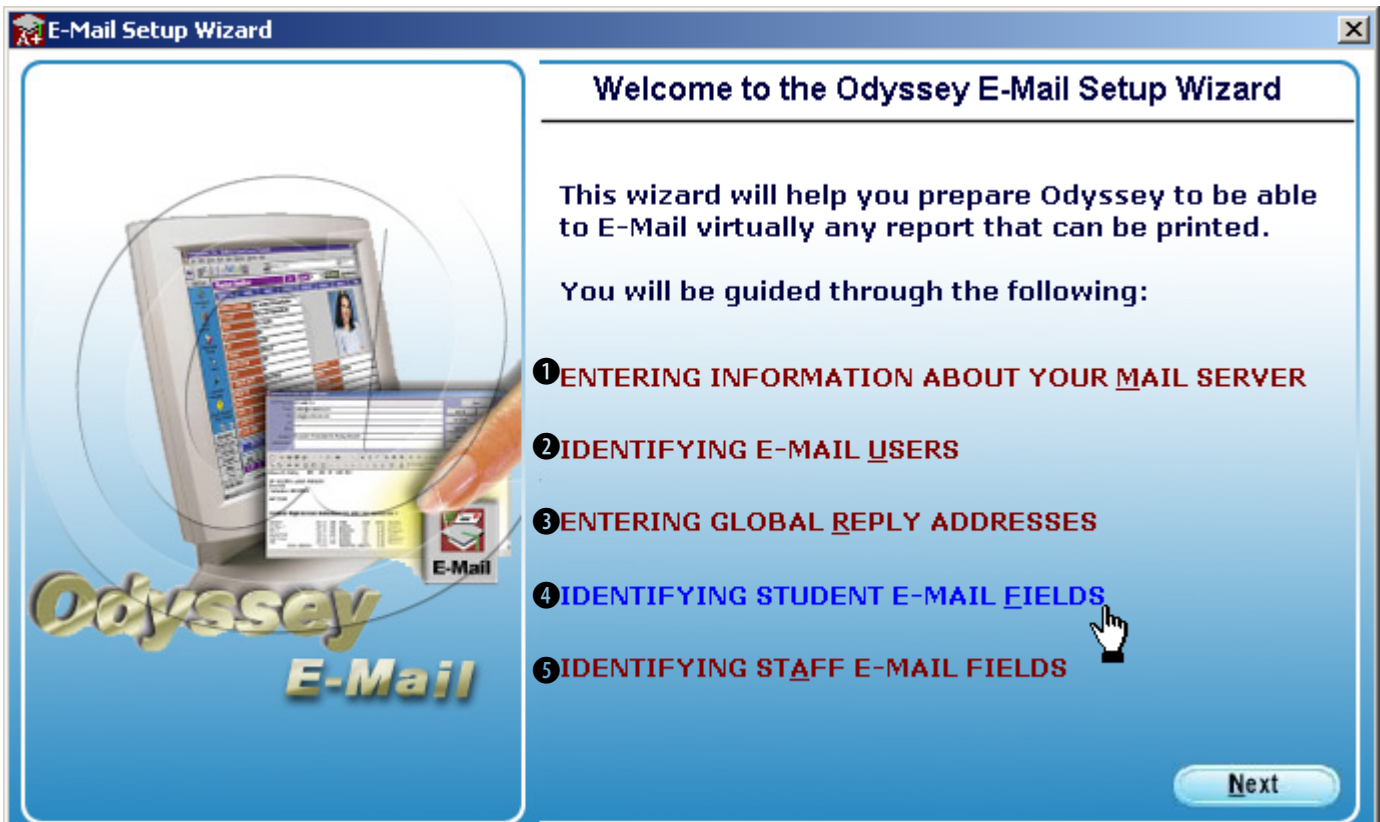 E-Mail Setup Wizard
Welcome to the Odyssey E-Mail Setup Wizard
This wizard will help you prepare Odyssey to be able
to E-Mail virtually any report that can be printed.
You will be guided through the following:
❶ENTERING INFORMATION ABOUT YOUR MAIL SERVER
❷IDENTIFYING E-MAIL USERS
❸ENTERING GLOBAL REPLY ADDRESSES
❹IDENTIFYING STUDENT E-MAIL FIELDS
❺IDENTIFYING STAFF E-MAIL FIELDS
E-Mail
Odyssey
E-Mail
Next